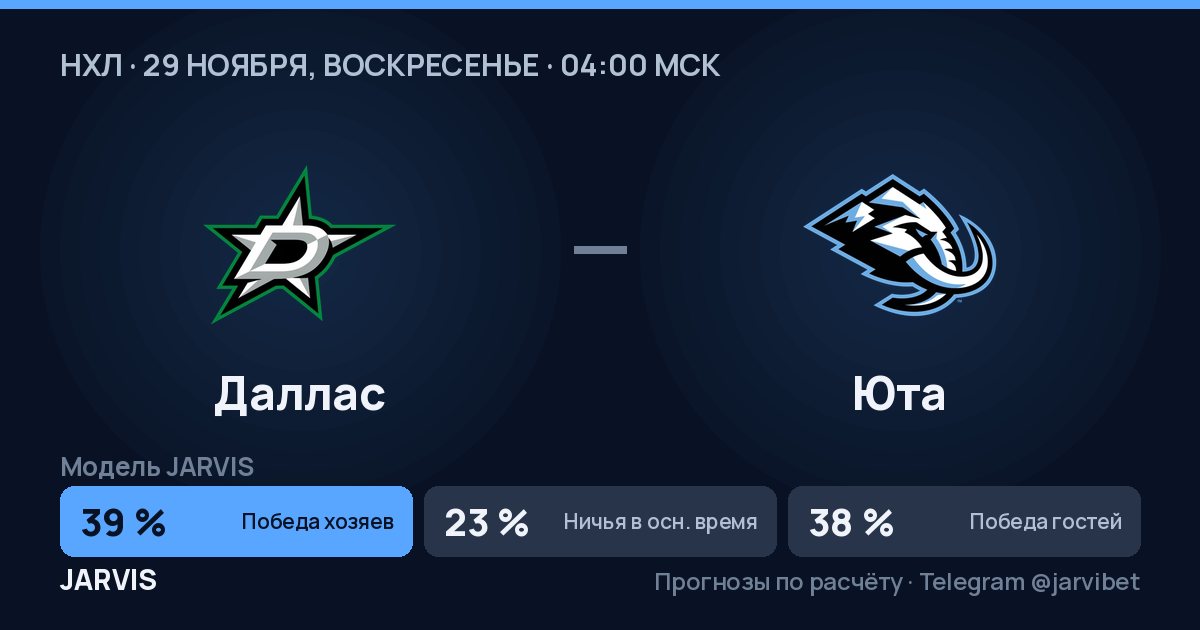 НХЛ · 29 НОЯБРЯ, ВОСКРЕСЕНЬЕ · 04:00 МСК
D
—
Даллас
Юта
Модель JARVIS
39 % Победа хозяев
23 % Ничья в осн. время
38 % Победа гостей
JARVIS
Прогнозы по расчёту · Telegram @jarvibet